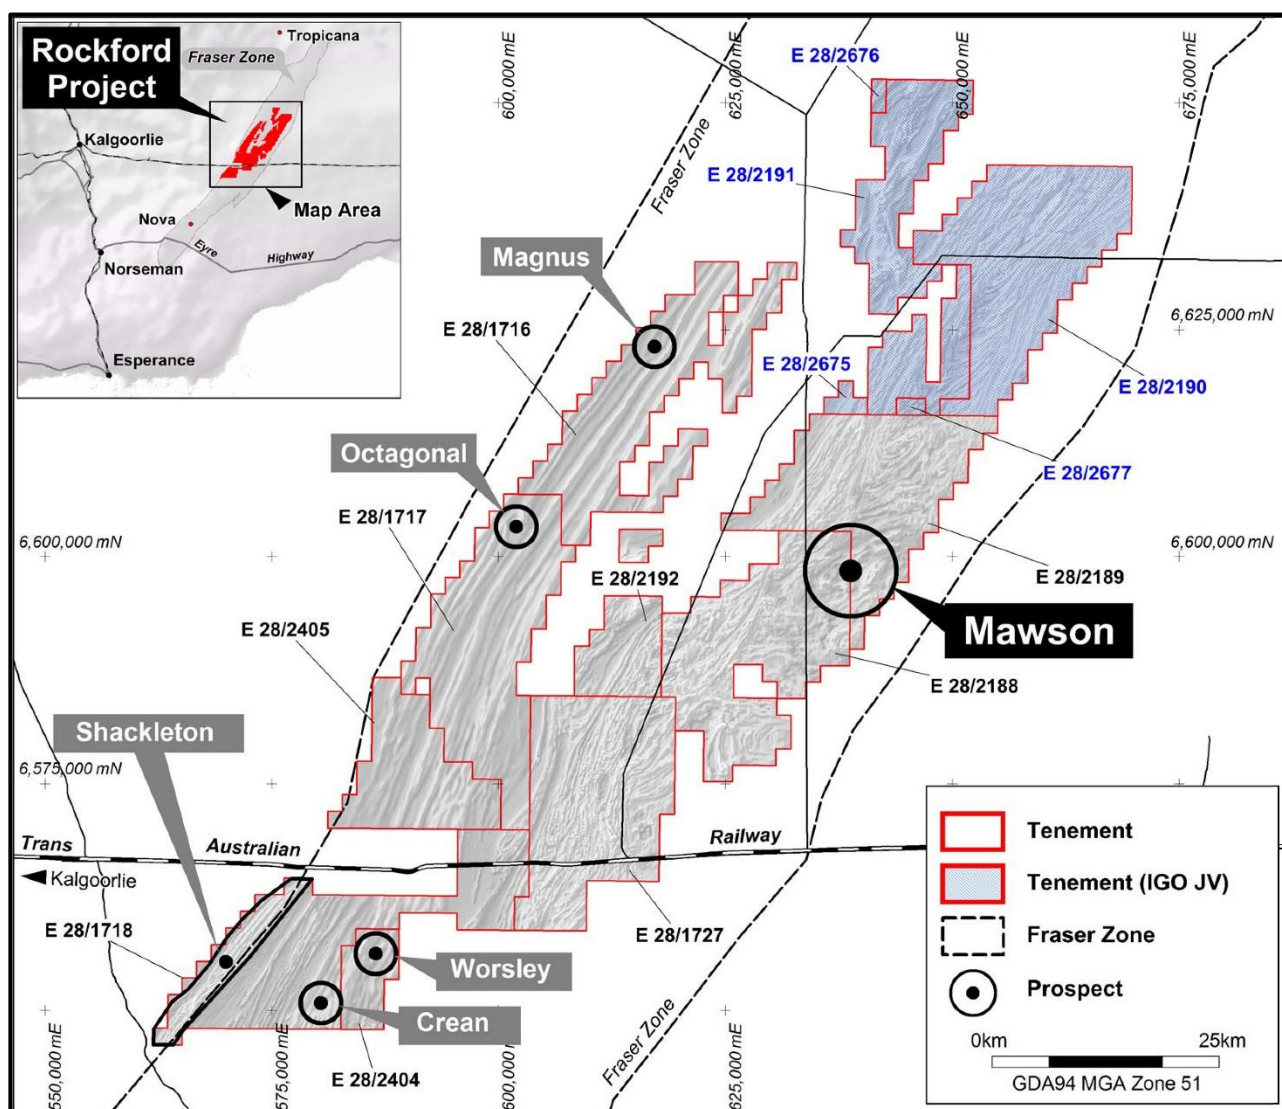 Rockford
Project
Tropicana
Fraser Zone
Kalgoorlie
Map Area
Nova
Eyre
Highway
Norseman
Esperance
600,000 mE
625,000 mE
650,000 mE
675,000 mE
E 28/2676
Fraser Zone
E 28/2191
Magnus
E 28/1716
6,625,000 mN
E 28/2675
E 28/2190
Octagonal
E 28/2677
E 28/1717
6,600,000 mN
6,600,000 mN
E 28/2192
E 28/2189
E 28/2405
Mawson
E 28/2188
Shackleton
6,575,000 mN
Trans
Australian
Railway
Kalgoorlie
E 28/1718
E 28/1727
Worsley
Crean
E 28/2404
Fraser Zone
550,000 mE
575,000 mE
600,000 mE
625,000 mE
Tenement
Tenement (IGO JV)
Fraser Zone
Prospect
0km
25km
GDA94 MGA Zone 51